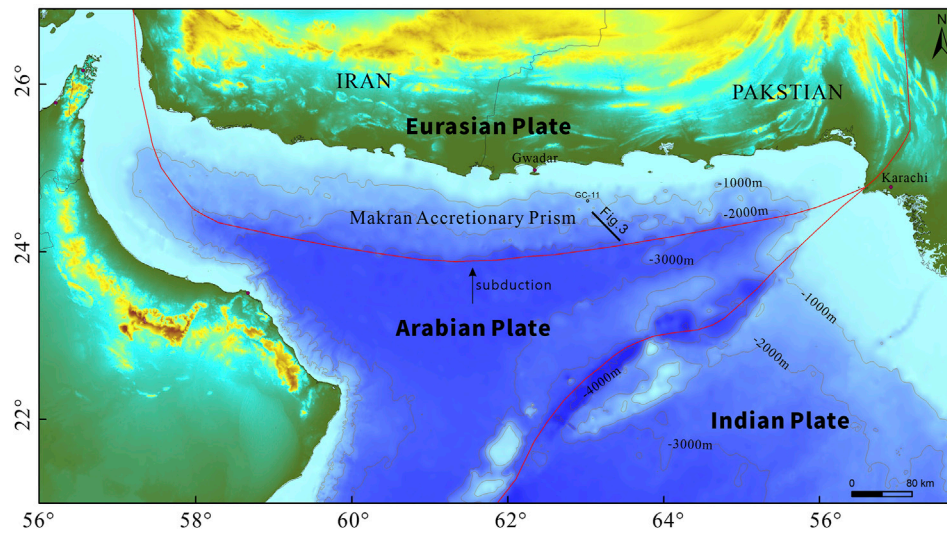 N
26°
IRAN
PAKSTIAN
Eurasian Plate
Gwadar
Karachi
GC-11
-1000m
Makran Accretionary Prism
Fig.3
-2000m
24°
-3000m
subduction
-1000m
Arabian Plate
-2000m
-4000m
22°
Indian Plate
-3000m
0 80 km
56° 58° 60° 62° 64° 56°